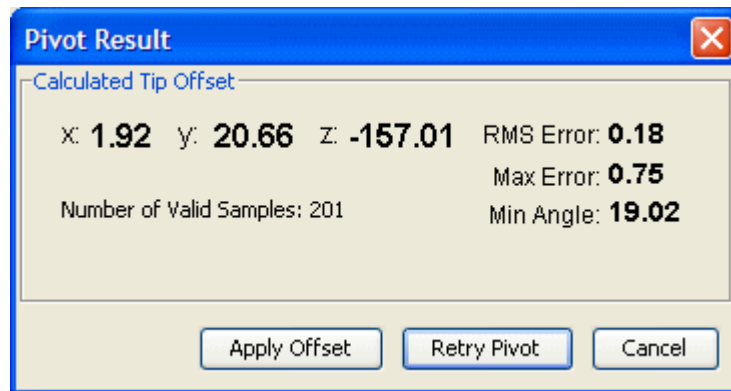 Pivot Result
Calculated Tip Offset
x: 1.92 y: 20.66 z: -157.01 RMS Error: 0.18
Max Error: 0.75
Number of Valid Samples: 201 Min Angle: 19.02
Apply Offset Retry Pivot Cancel